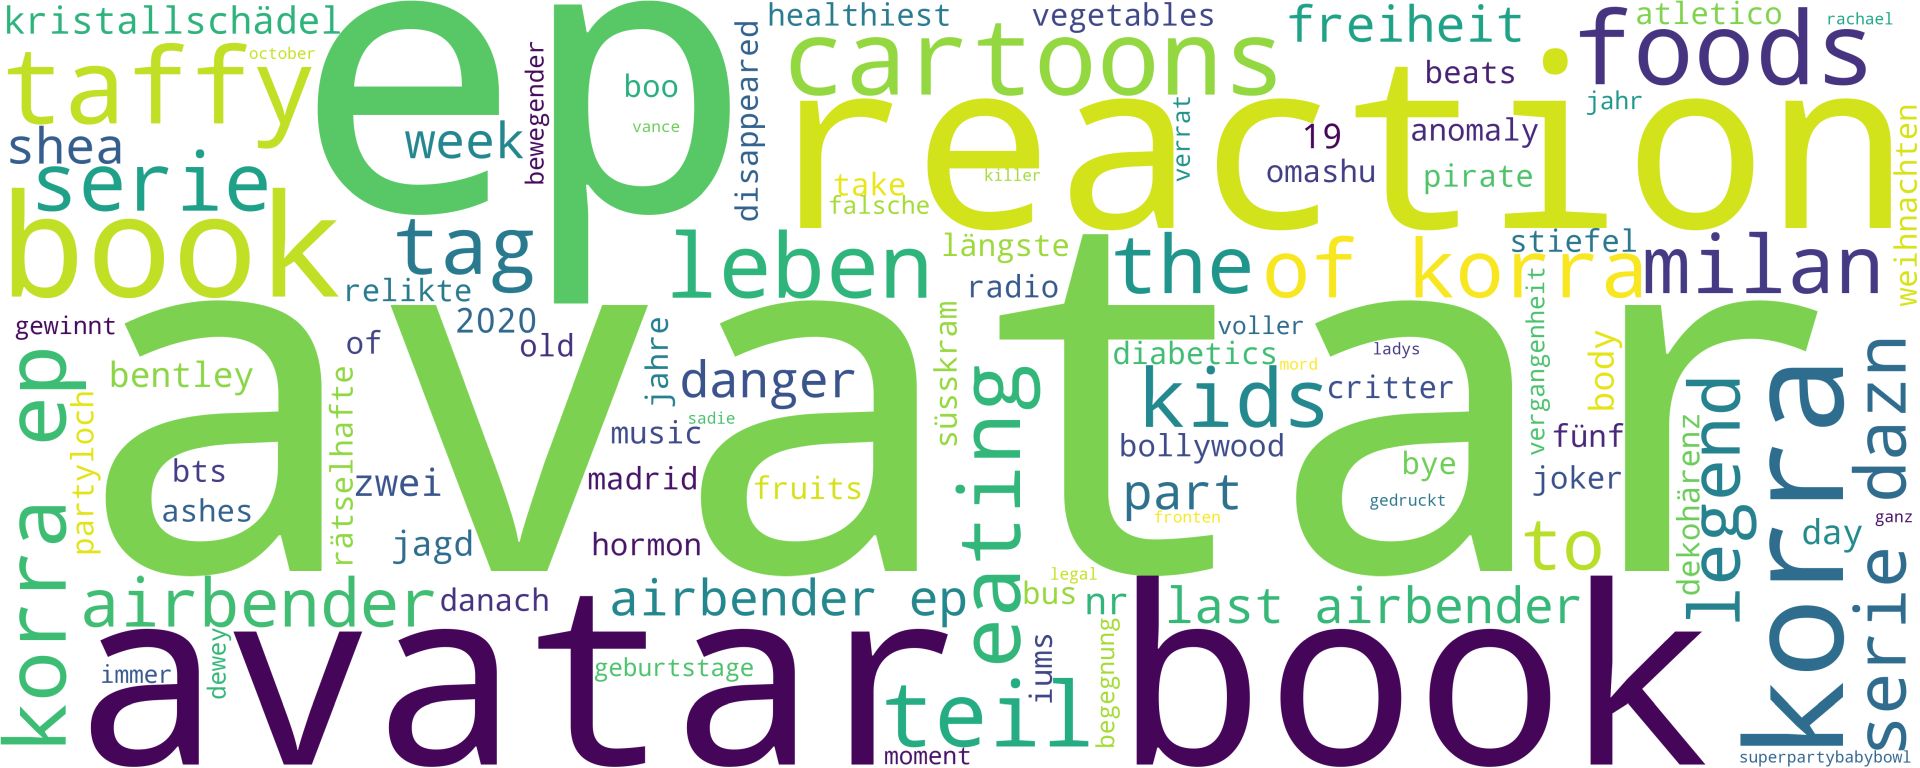 kristallschädel
october
taffy
ep
boo
vance
week
bewegender
disappeared
healthiest
vegetables
cartoons
freiheit
atletico
rachael
foods
beats
jahr
reaction
verrat
19
anomaly
omashu
pirate
take
falsche
killer
weihnachten
shea
serie
book
tag
relikte
leben
längste
radio
the
of korra
stiefel
milan
gewinnt
2020
of
old
jahre
süsskram
voller
diabetics
ladys
mord
vergangenheit
body
avatar
bentley
rätselhafte
danger
sadie
music
kids
critter
bollywood
fünf
joker
legend
korra
serie dazn
korra ep
partyloch
bts
ashes
zwei
madrid
fruits
eating
part
fronten
bye
gedruckt
dekohärenz
ganz
day
jagd
hormon
to
airbender
danach
airbender ep
bus
legal
nr
last airbender
avatar book
immer
dewey
geburtstage
teil
iums
begegnung
moment
superpartybabybowl